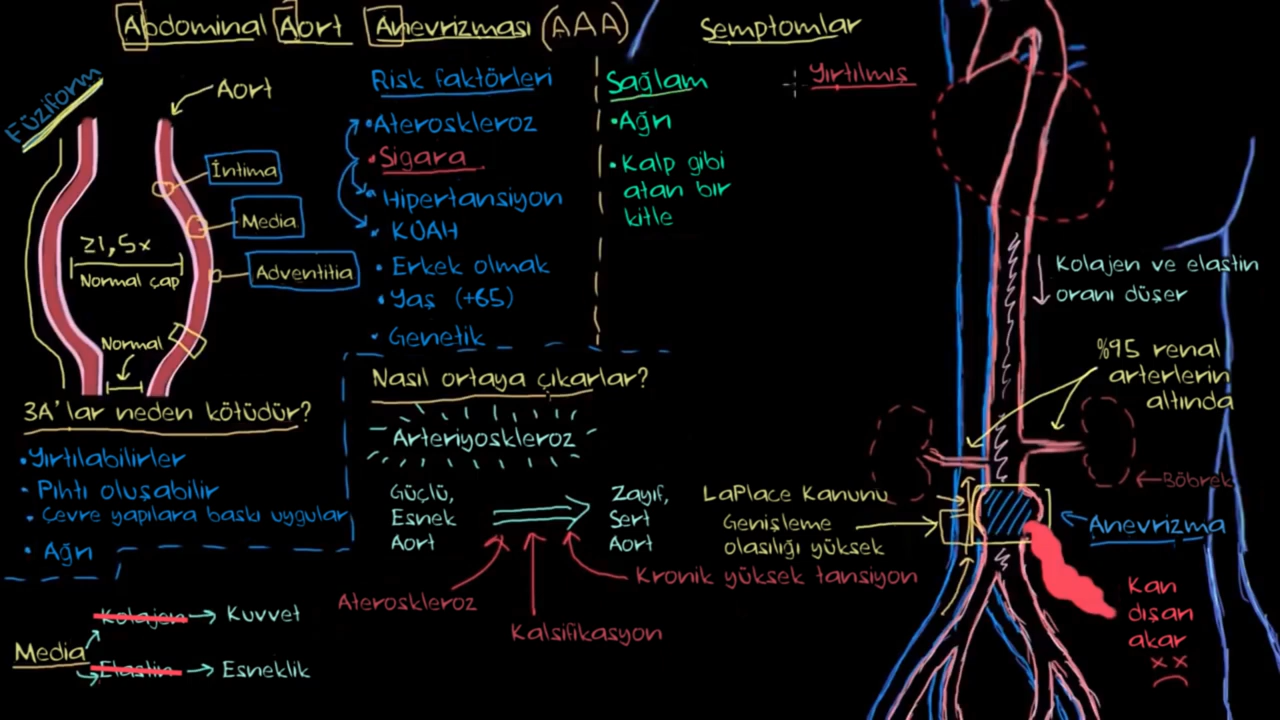 Abdominal Aort Anevrizması (AAA)
Semptomlar
Füziform
Aort
İntima
Media
Adventitia
≥1,5x
Normal çap
Normal
Risk faktörleri
•Ateroskleroz
•Sigara
• Hipertansiyon
• KOAH
• Erkek olmak
• Yaş (+65)
• Genetik
Sağlam
•Ağrı
•Kalp gibi
atan bir
kitle
Yırtılmış
Kolajen ve elastin
oranı düşer
%95 renal
arterlerin
altında
Böbrek
Anevrizma
Kan
dışarı
akar
3A'lar neden kötüdür?
•Yırtılabilirler
• Pıhtı oluşabilir
• Çevre yapılara baskı uygular
• Ağrı
Nasıl ortaya çıkarlar?
Arteriyoskleroz
Güçlü,
Esnek
Aort
Zayıf,
Sert
Aort
Ateroskleroz
Kalsifikasyon
Kronik yüksek tansiyon
LaPlace Kanunu
Genişleme
olasılığı yüksek
Media
Kolajen → Kuvvet
Elastin → Esneklik